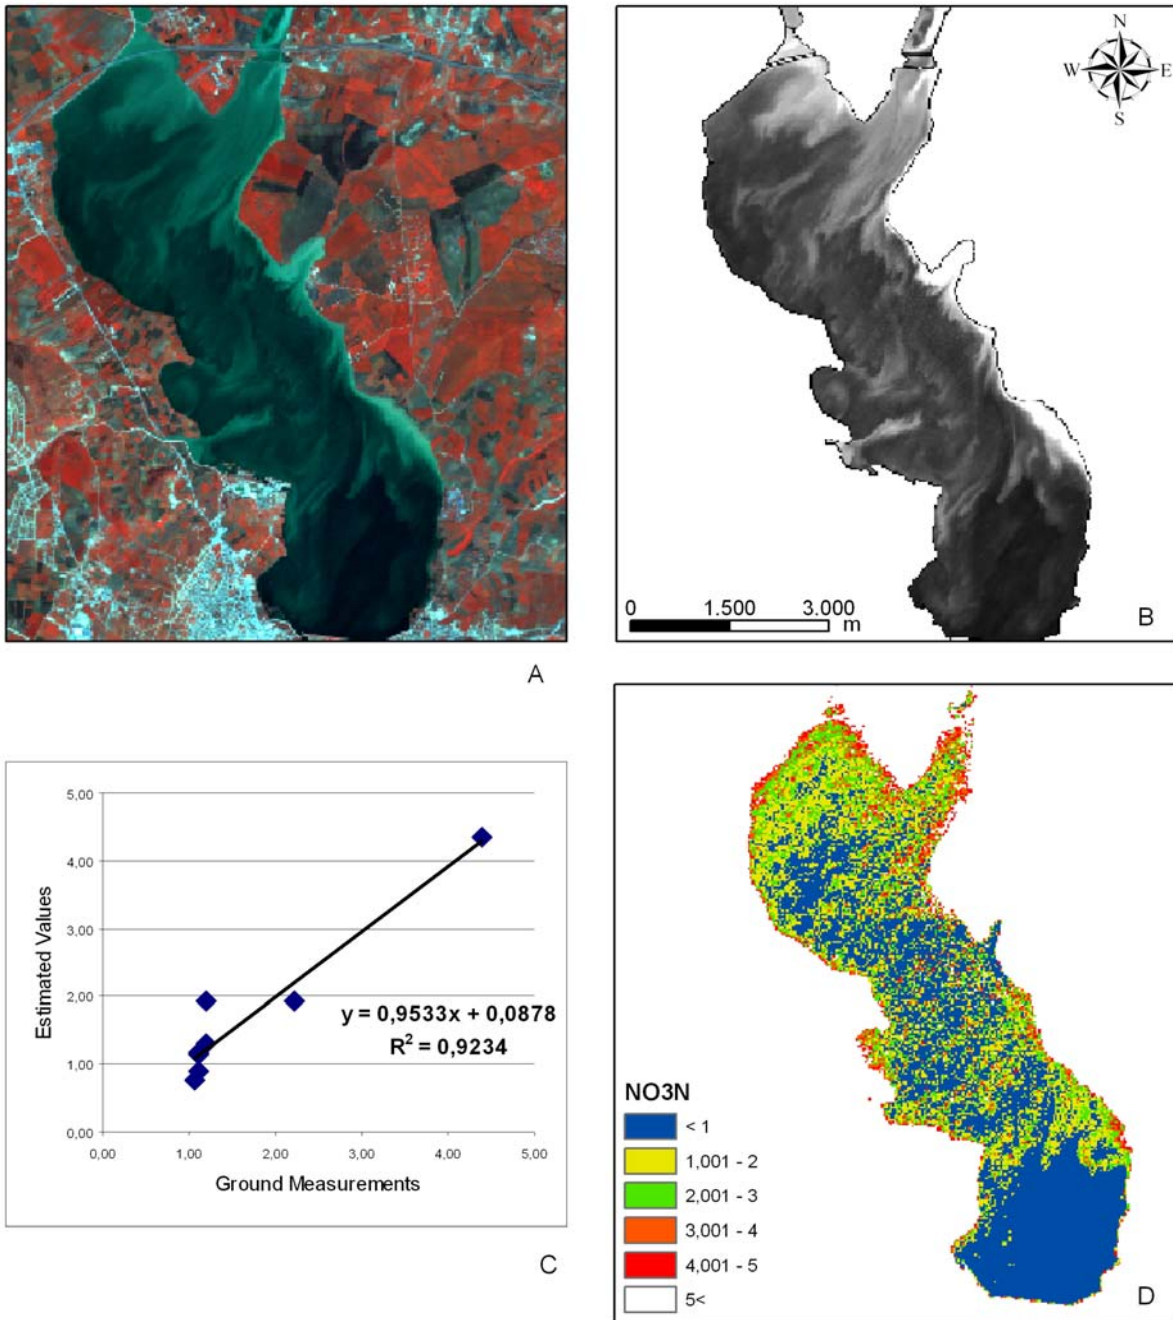 N
W E
S
0 1.500 3.000
m
B
A
5,00
4,00
3,00
2,00
1,00
0,00
0,00 1,00 2,00 3,00 4,00 5,00
Estimated Values
Ground Measurements
y = 0,9533x + 0,0878
R² = 0,9234
C
NO3N
< 1
1,001 - 2
2,001 - 3
3,001 - 4
4,001 - 5
5<
D